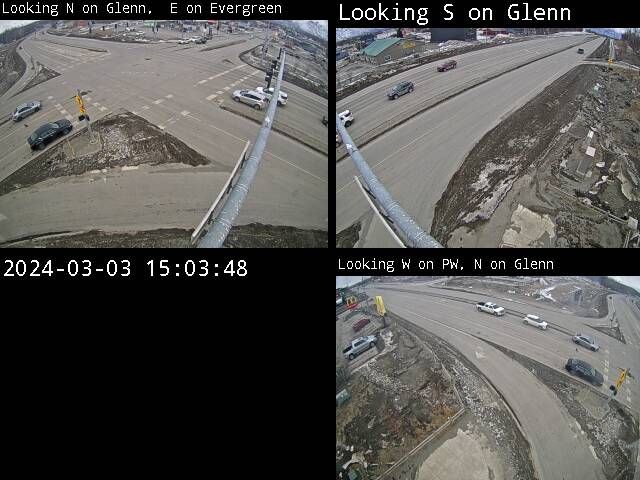 Looking N on Glenn,  E on Evergreen
Looking S on Glenn
2024-03-03 15:03:48
Looking W on PW, N on Glenn